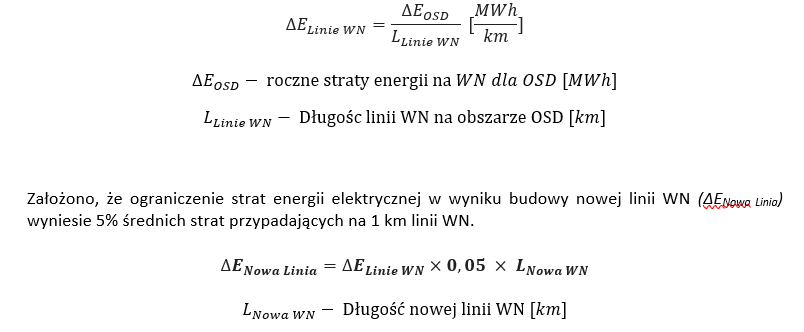 ΔE_Linie WN = ΔE_OSD / L_Linie WN [MWh / km]
ΔE_OSD − roczne straty energii na WN dla OSD [MWh]
L_Linie WN − Długośc linii WN na obszarze OSD [km]
Założono, że ograniczenie strat energii elektrycznej w wyniku budowy nowej linii WN (ΔE_Nowa Linia)
wyniesie 5% średnich strat przypadających na 1 km linii WN.
ΔE_Nowa Linia = ΔE_Linie WN × 0,05 × L_Nowa WN
L_Nowa WN − Długość nowej linii WN [km]